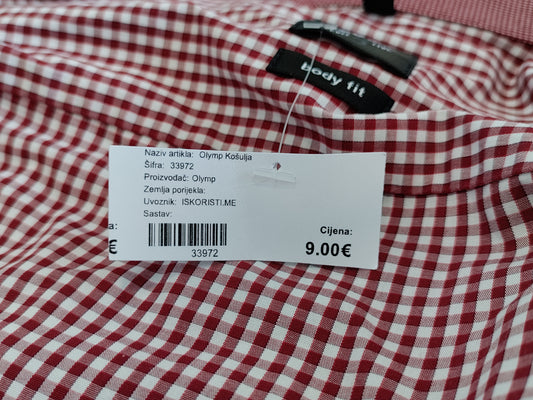 body fit
Naziv artikla: Olymp Košulja
Šifra: 33972
Proizvođač: Olymp
Zemlja porijekla:
Uvoznik: ISKORISTI.ME
Sastav:
a:
€
33972
Cijena:
9.00€